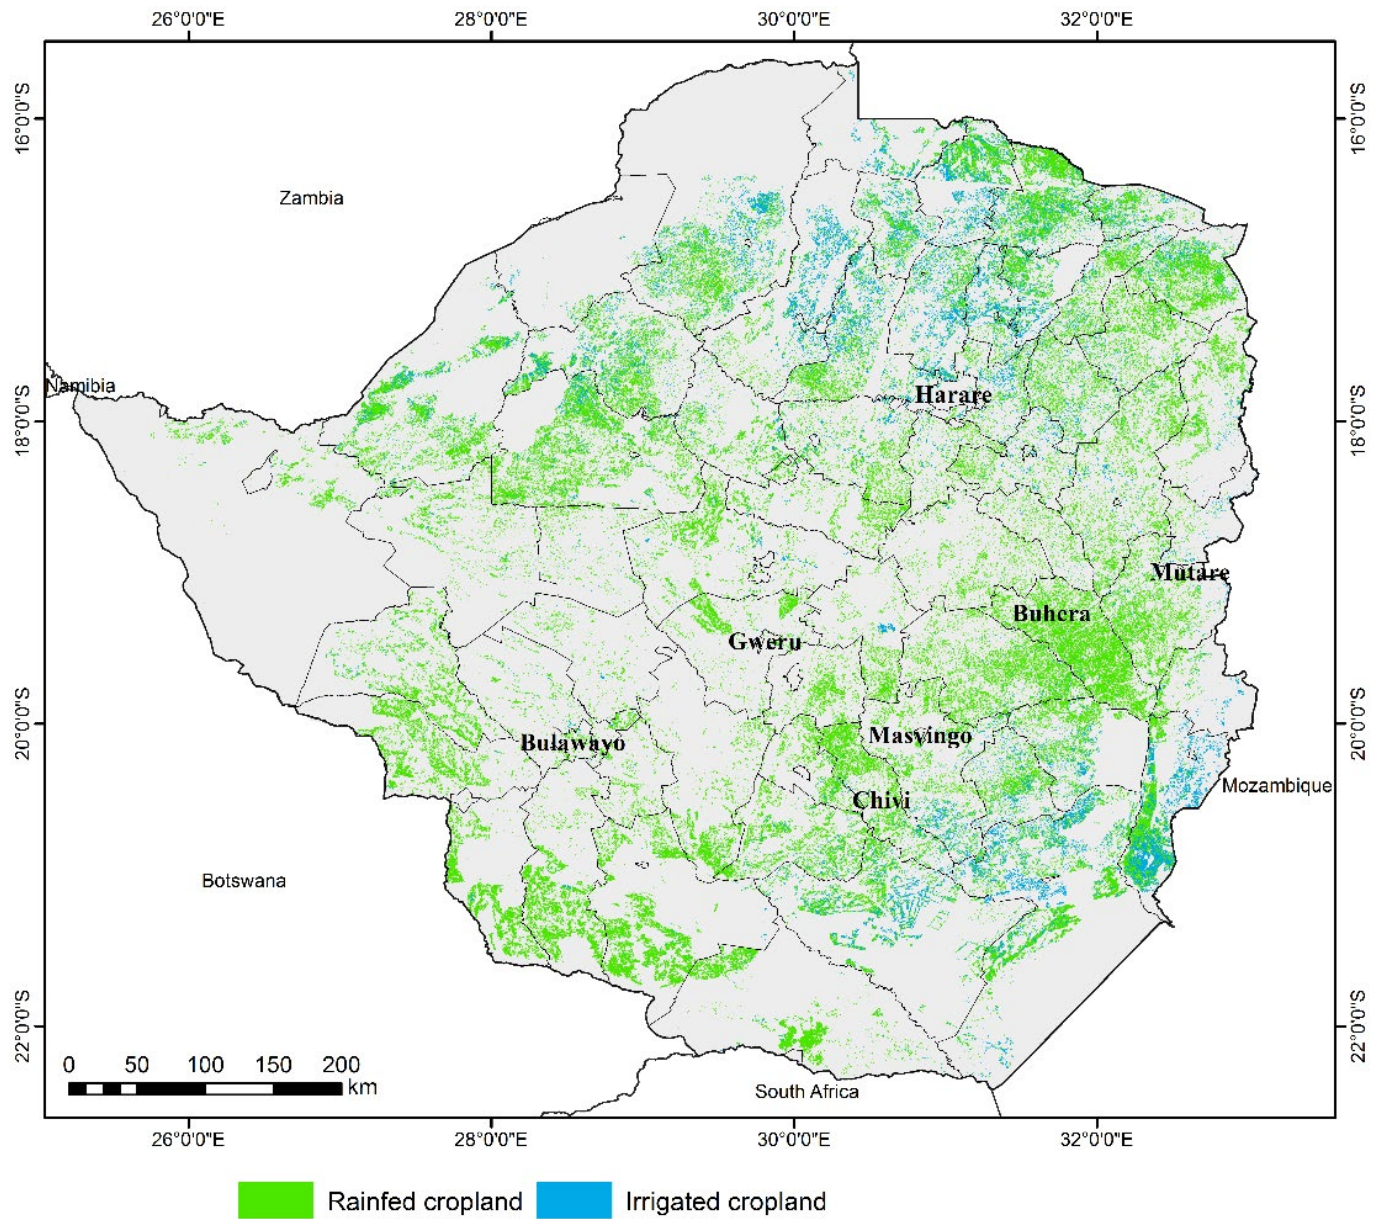 26°0'0"E 28°0'0"E 30°0'0"E 32°0'0"E
16°0'0"S 16°0'0"S
Zambia
Namibia
Harare
18°0'0"S 18°0'0"S
Mutare
Buhera
Gweru
20°0'0"S 20°0'0"S
Masvingo
Bulawayo
Mozambique
Chivi
Botswana
22°0'0"S 22°0'0"S
0 50 100 150 200
km
South Africa
26°0'0"E 28°0'0"E 30°0'0"E 32°0'0"E
Rainfed cropland Irrigated cropland